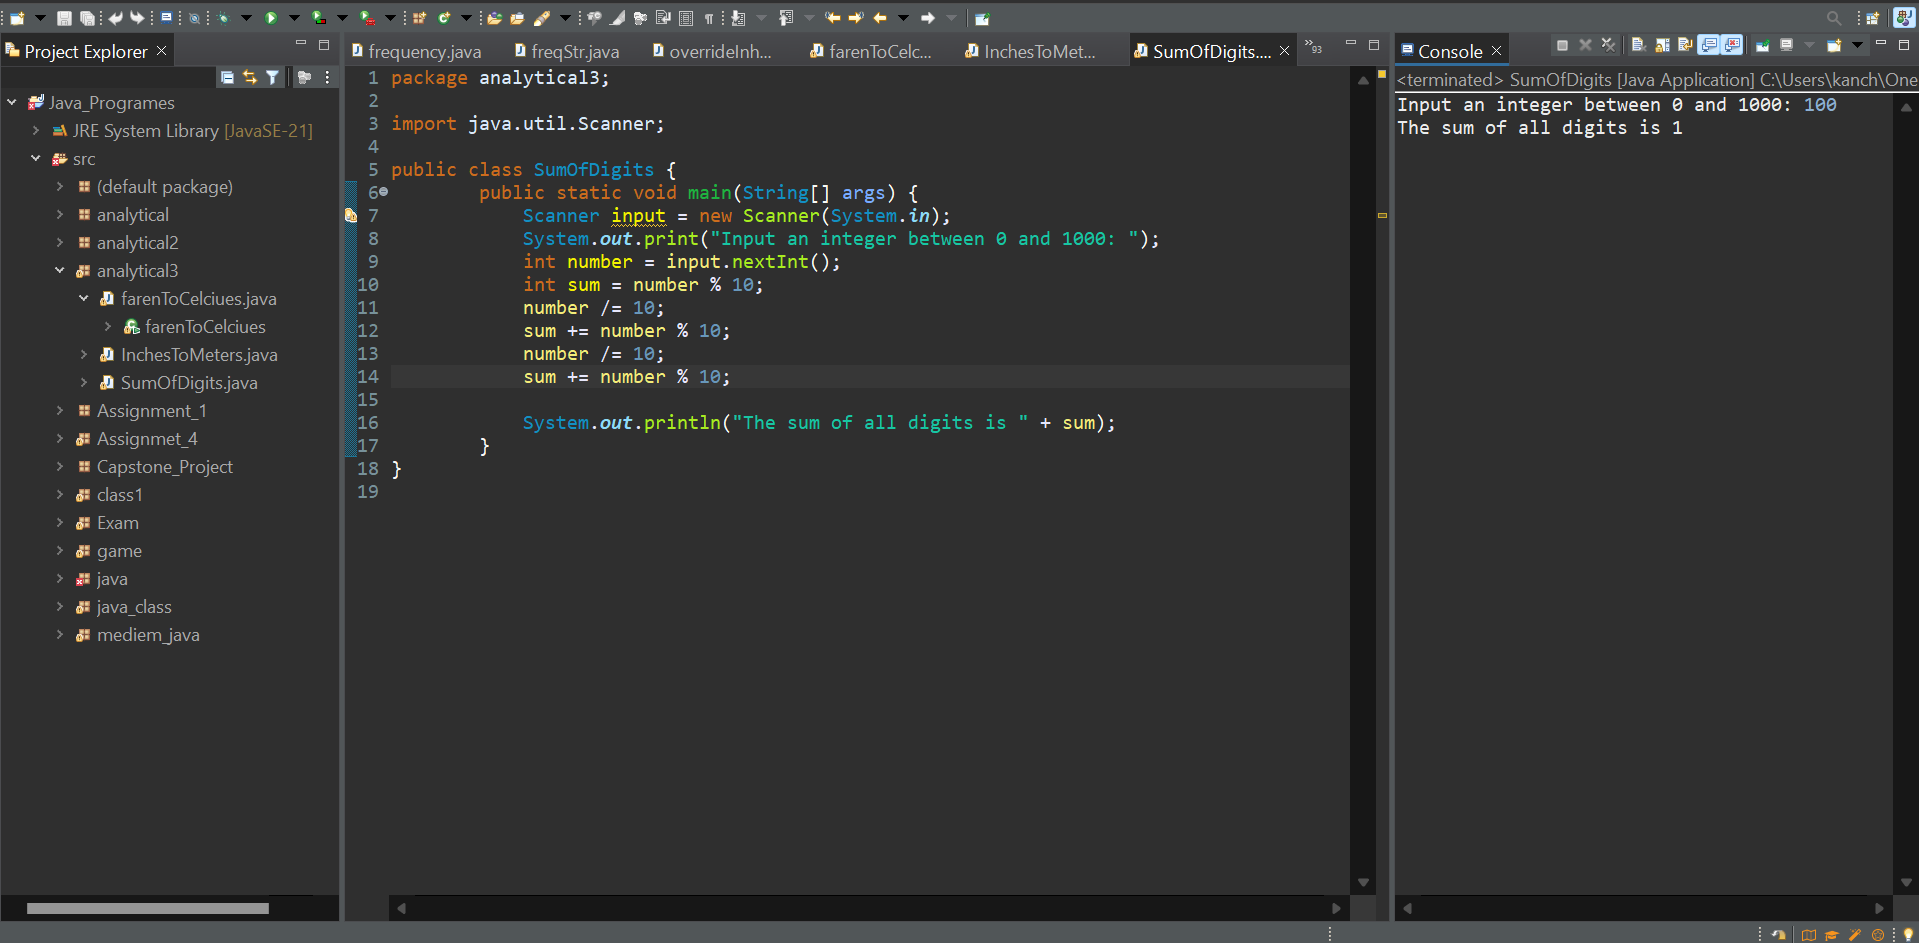 Project Explorer
frequency.java
freqStr.java
overrideInh...
farenToCelc...
InchesToMet...
SumOfDigits....
93
Console
Java_Programes
JRE System Library [JavaSE-21]
src
(default package)
analytical
analytical2
analytical3
farenToCelciues.java
farenToCelciues
InchesToMeters.java
SumOfDigits.java
Assignment_1
Assignmet_4
Capstone_Project
class1
Exam
game
java
java_class
mediem_java
1 package analytical3;
2
3 import java.util.Scanner;
4
5 public class SumOfDigits {
6 public static void main(String[] args) {
7 Scanner input = new Scanner(System.in);
8 System.out.print("Input an integer between 0 and 1000: ");
9 int number = input.nextInt();
10 int sum = number % 10;
11 number /= 10;
12 sum += number % 10;
13 number /= 10;
14 sum += number % 10;
15
16 System.out.println("The sum of all digits is " + sum);
17 }
18 }
19
<terminated> SumOfDigits [Java Application] C:\Users\kanch\One
Input an integer between 0 and 1000: 100
The sum of all digits is 1